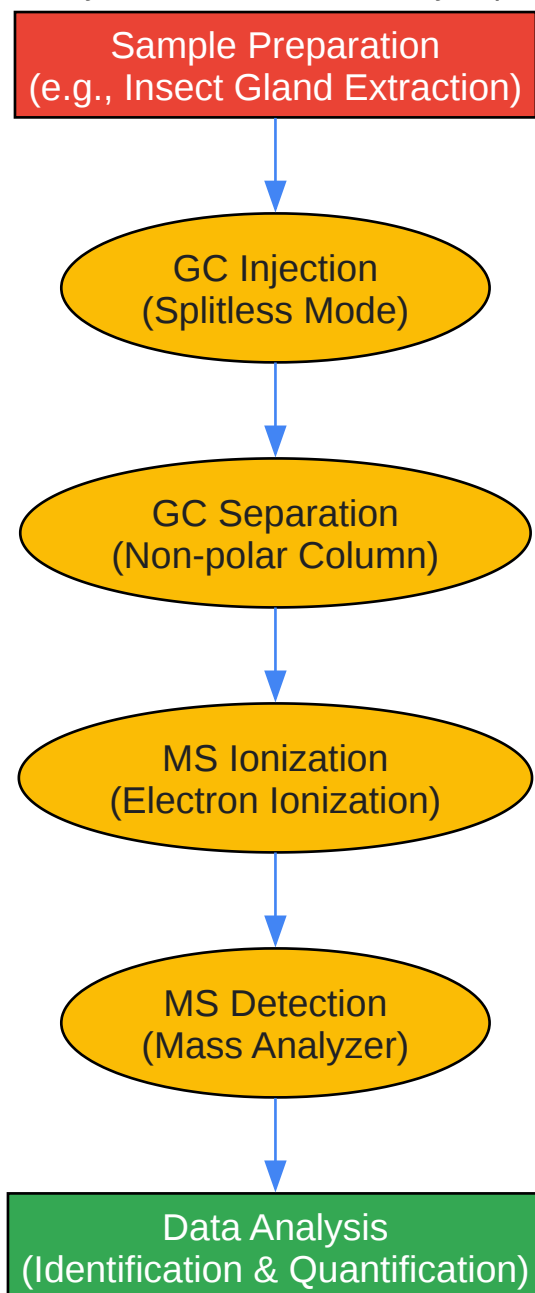 Sample Preparation
(e.g., Insect Gland Extraction)
GC Injection
(Splitless Mode)
GC Separation
(Non-polar Column)
MS Ionization
(Electron Ionization)
MS Detection
(Mass Analyzer)
Data Analysis
(Identification & Quantification)